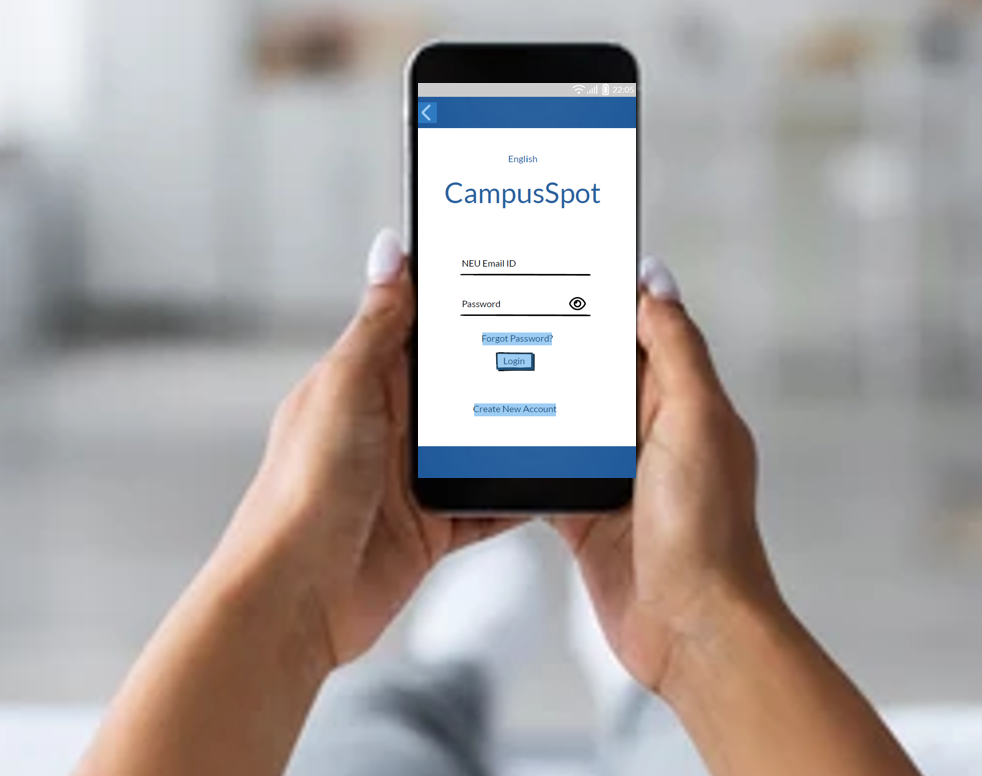 22:05
English
CampusSpot
NEU Email ID
Password
Forgot Password?
Login
Create New Account